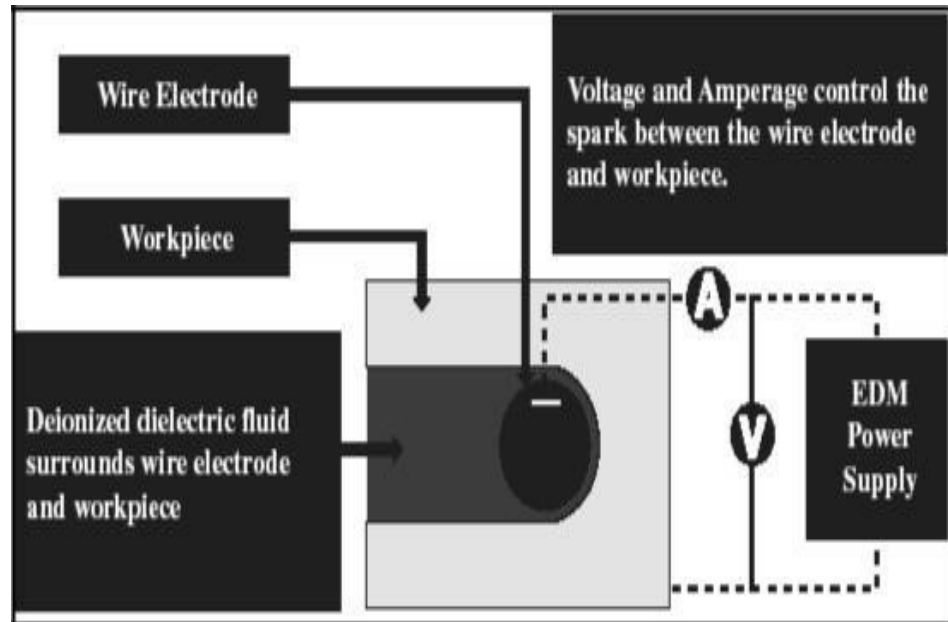 Wire Electrode
Voltage and Amperage control the
spark between the wire electrode
and workpiece.
Workpiece
A
Deionized dielectric fluid
surrounds wire electrode
and workpiece
V
EDM
Power
Supply